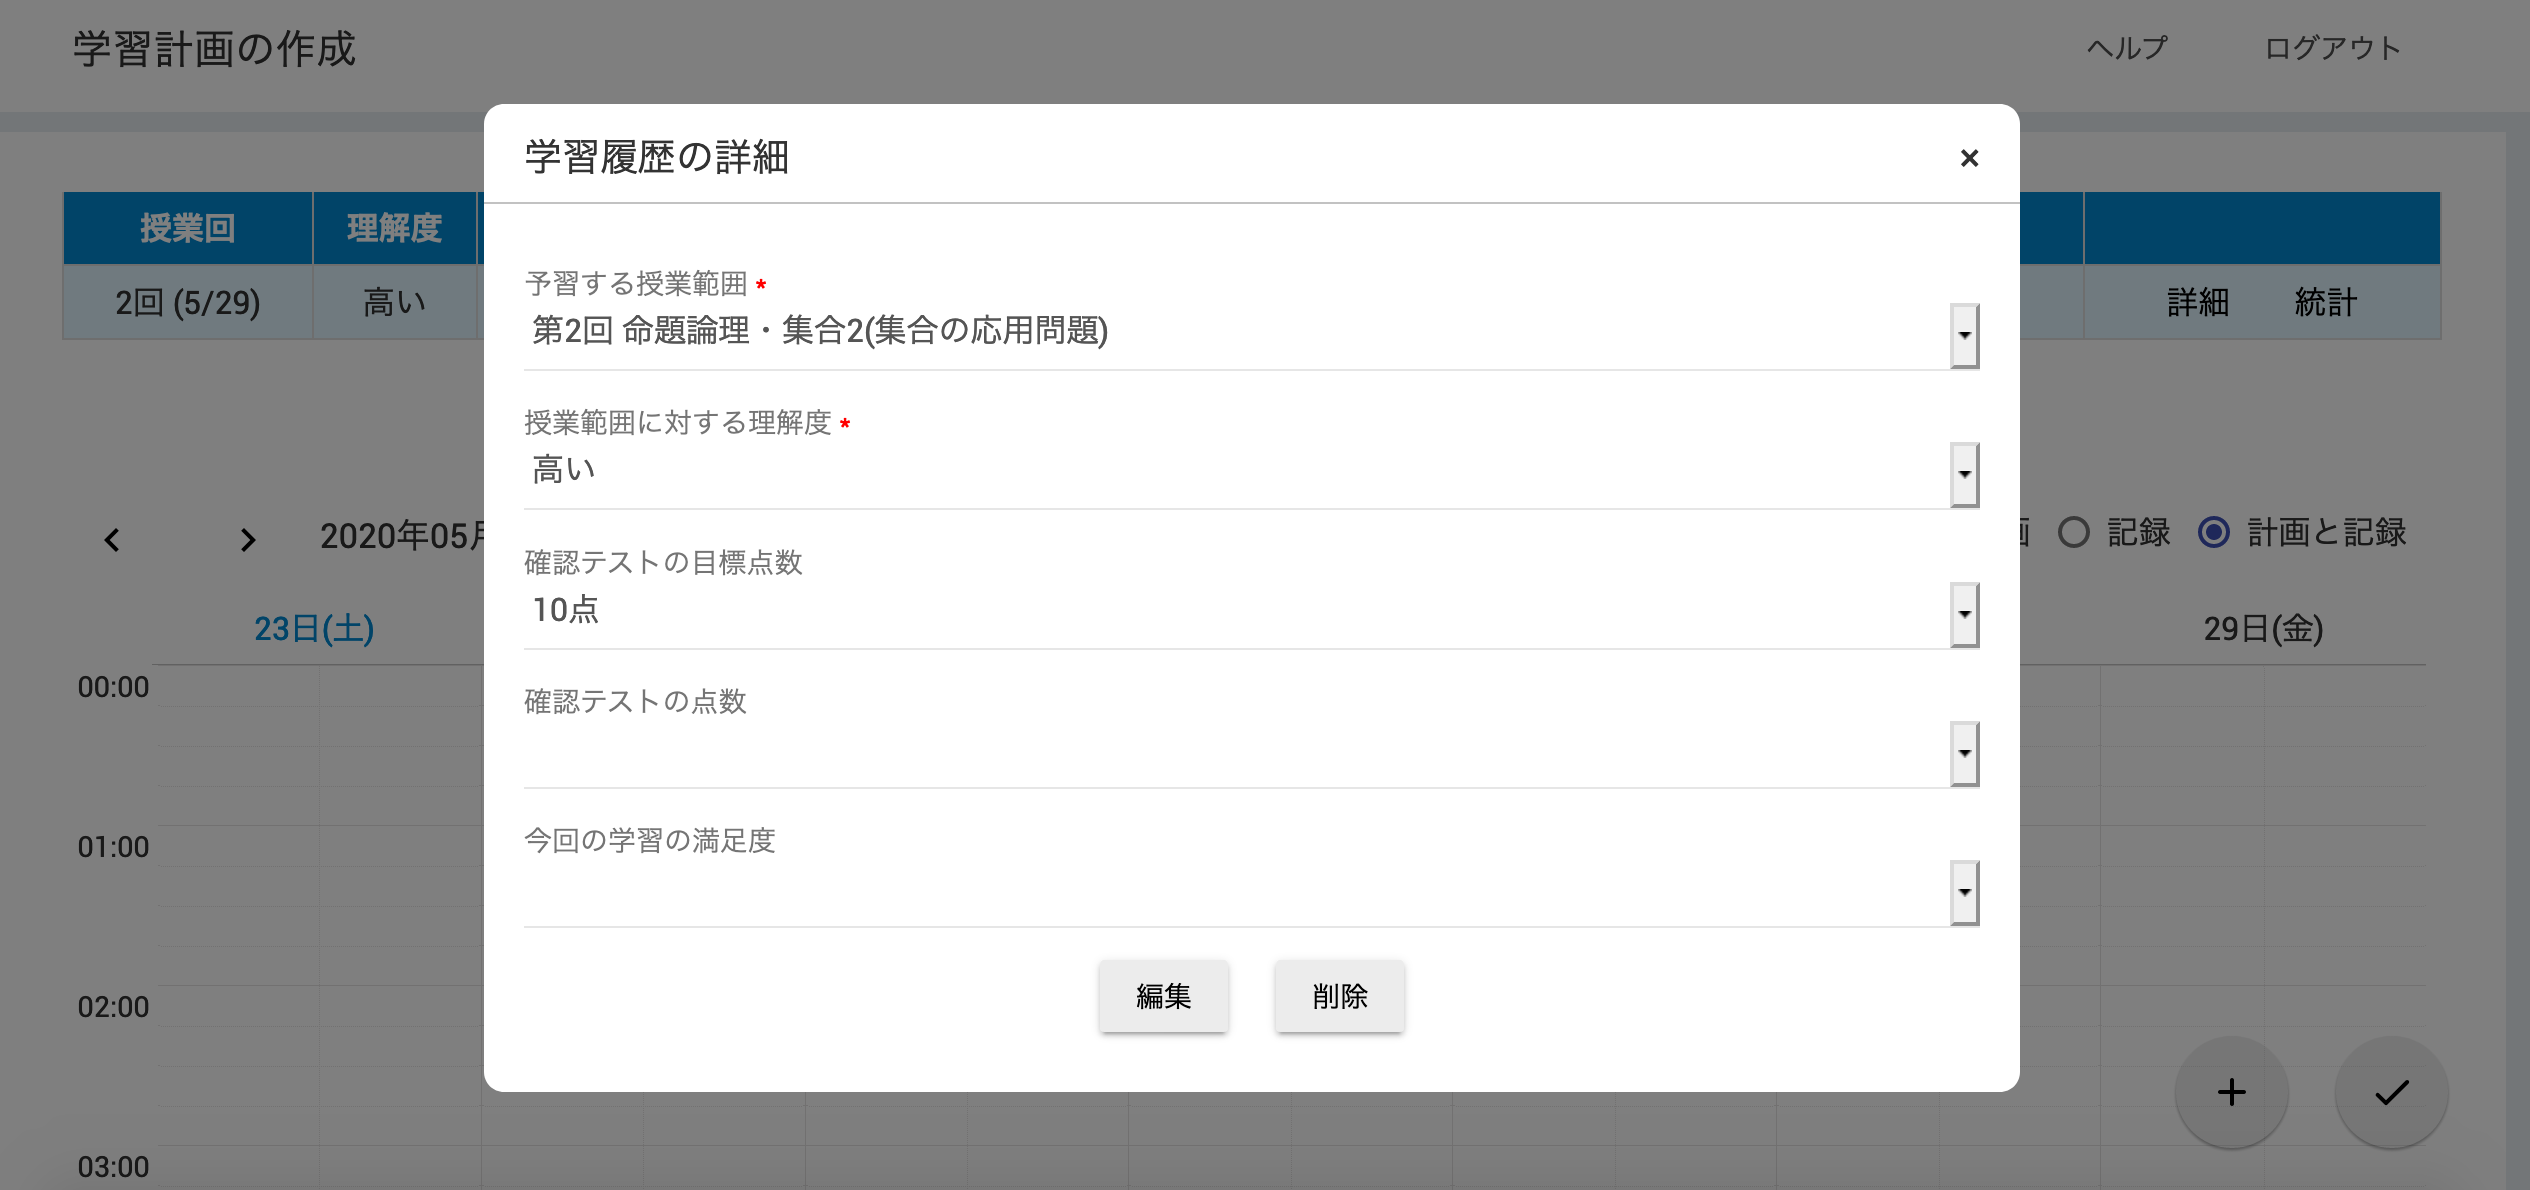 学習計画の作成
ヘルプ
ログアウト
学習履歴の詳細
×
授業回
理解度
2回 (5/29)
高い
詳細
統計
予習する授業範囲 *
第2回 命題論理・集合2(集合の応用問題)
授業範囲に対する理解度 *
高い
確認テストの目標点数
10点
確認テストの点数
今回の学習の満足度
編集
削除
2020年05月
記録
計画と記録
23日(土)
29日(金)
00:00
01:00
02:00
03:00